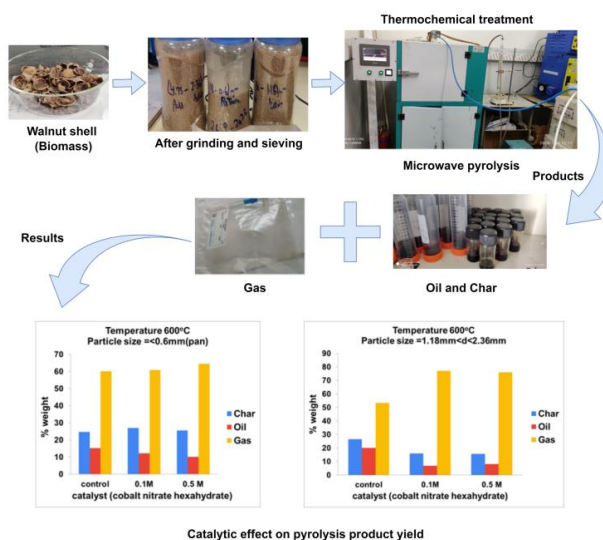 Thermochemical treatment
Walnut shell
(Biomass)
After grinding and sieving
Microwave pyrolysis
Products
Results
Gas
Oil and Char
Temperature 600°C
Particle size =<0.6mm(pan)
% weight
70
60
50
40
30
20
10
0
control
0.1M
0.5 M
catalyst (cobalt nitrate hexahydrate)
Char
Oil
Gas
Temperature 600°C
Particle size =1.18mm<d<2.36mm
% weight
90
80
70
60
50
40
30
20
10
0
control
0.1M
0.5 M
catalyst (cobalt nitrate hexahydrate)
Char
Oil
Gas
Catalytic effect on pyrolysis product yield